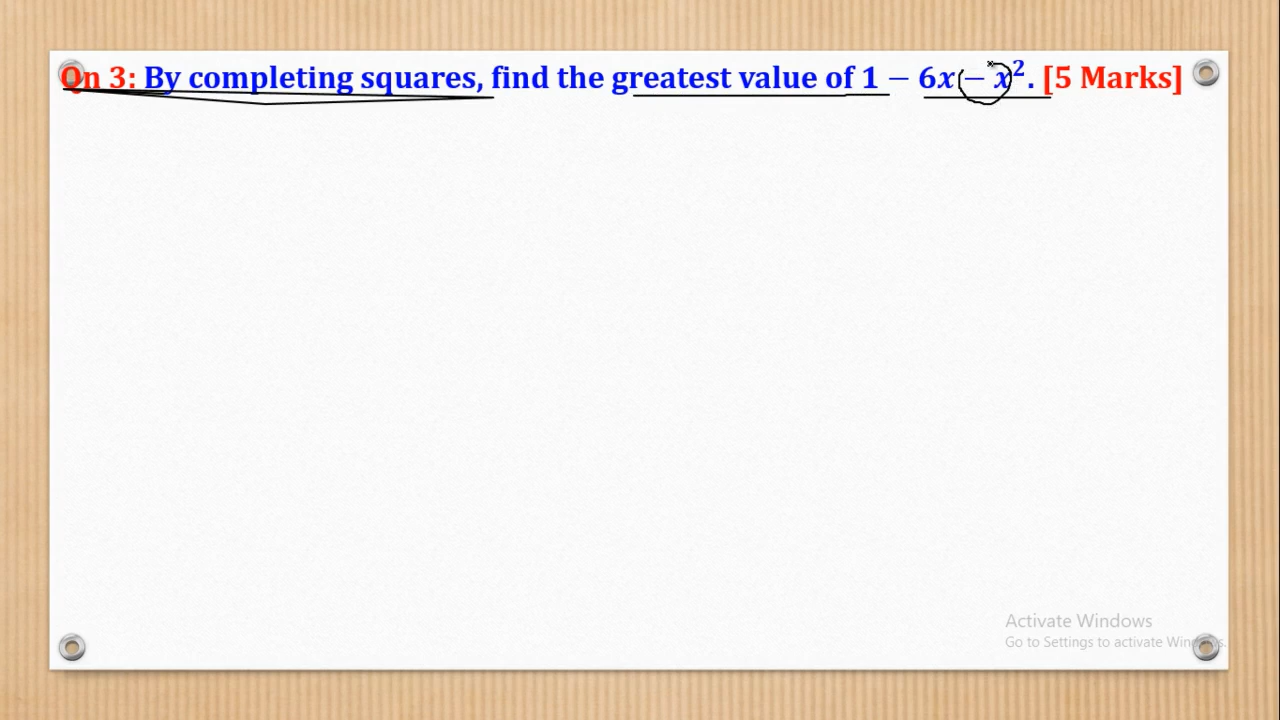 Qn 3: By completing squares, find the greatest value of 1 − 6x − x². [5 Marks]
Activate Windows
Go to Settings to activate Windows.